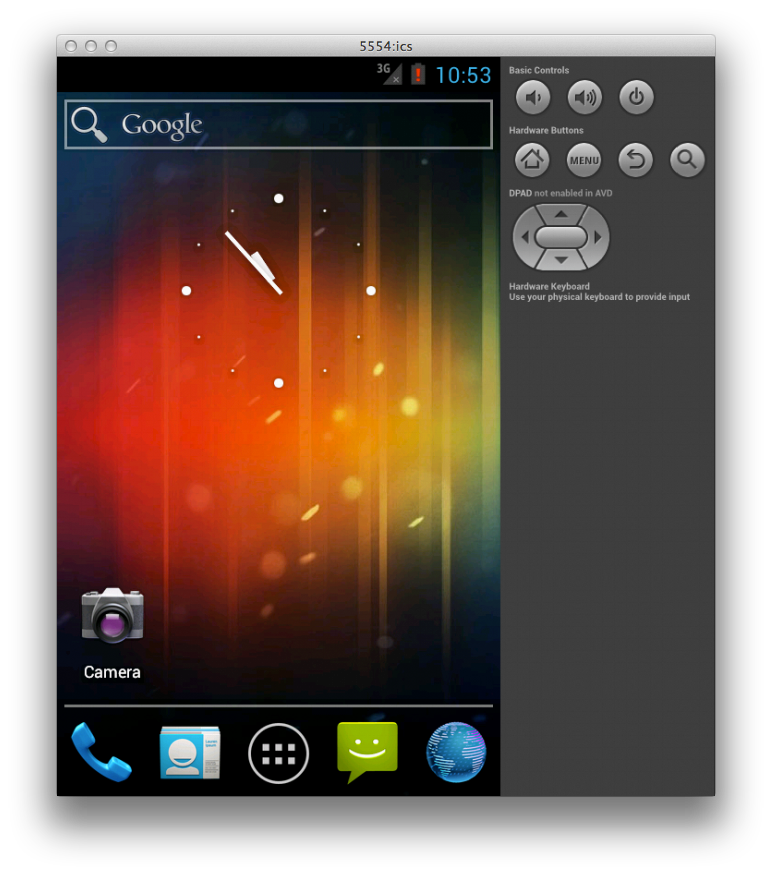 5554:ics
3G
10:53
Google
Camera
Basic Controls
Hardware Buttons
MENU
DPAD not enabled in AVD
Hardware Keyboard
Use your physical keyboard to provide input